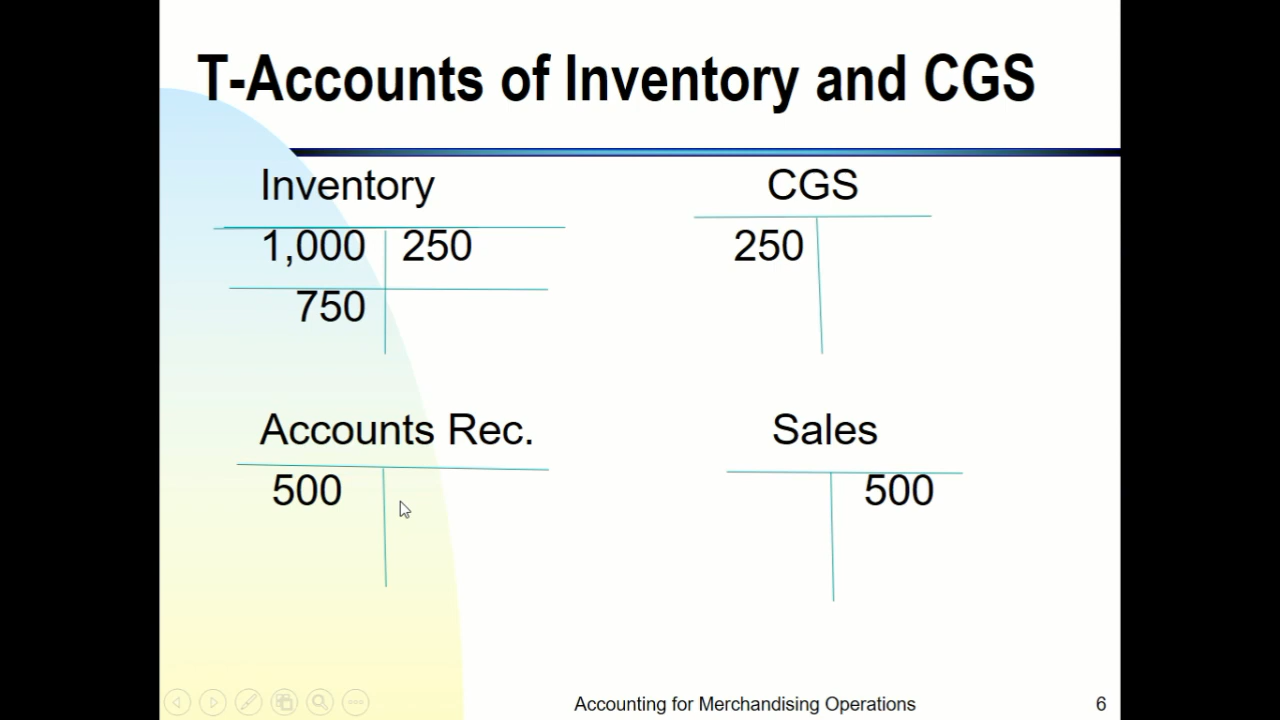 T-Accounts of Inventory and CGS
Inventory
1,000 250
750
CGS
250
Accounts Rec.
500
Sales
500
Accounting for Merchandising Operations
6